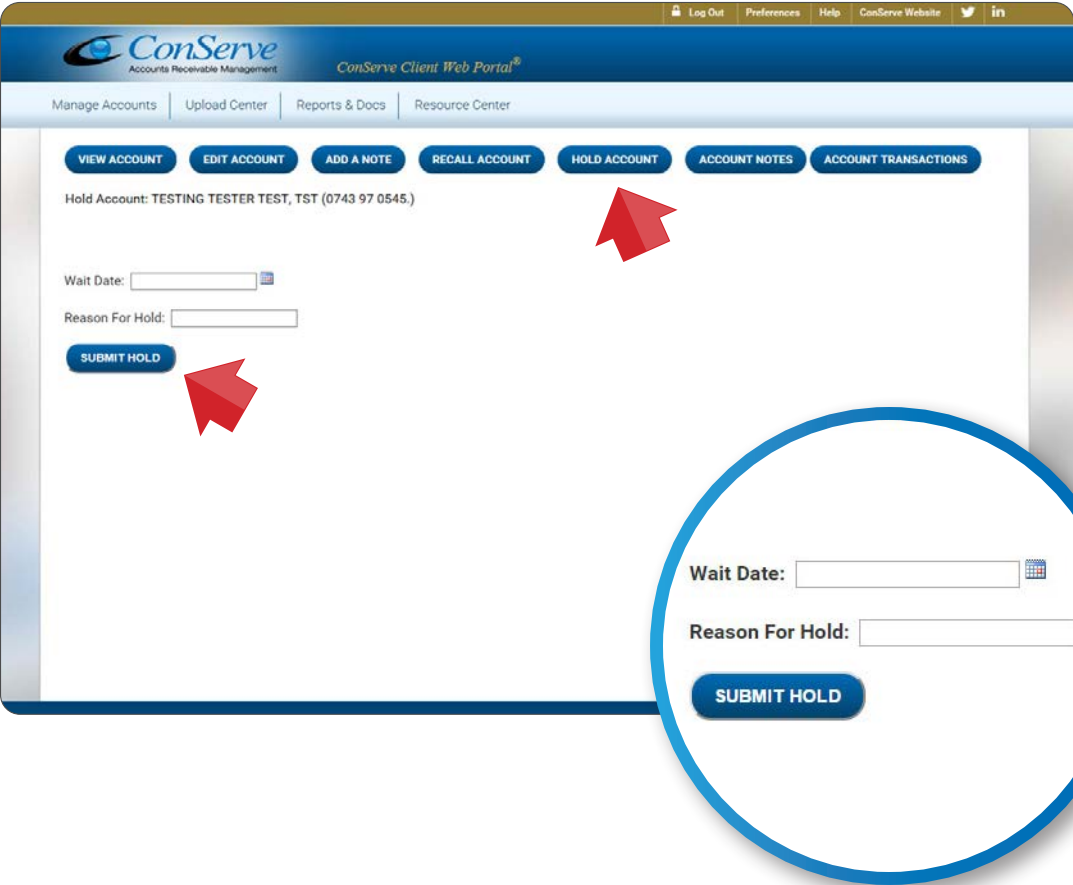 Log Out Preferences Help ConServe Website in
ConServe
Accounts Receivable Management
ConServe Client Web Portal®
Manage Accounts Upload Center Reports & Docs Resource Center
VIEW ACCOUNT EDIT ACCOUNT ADD A NOTE RECALL ACCOUNT HOLD ACCOUNT ACCOUNT NOTES ACCOUNT TRANSACTIONS
Hold Account: TESTING TESTER TEST, TST (0743 97 0545.)
Wait Date:
Reason For Hold:
SUBMIT HOLD
Wait Date:
Reason For Hold:
SUBMIT HOLD